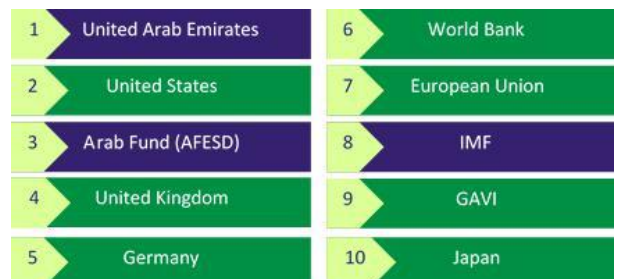 1 United Arab Emirates
2 United States
3 Arab Fund (AFESD)
4 United Kingdom
5 Germany
6 World Bank
7 European Union
8 IMF
9 GAVI
10 Japan